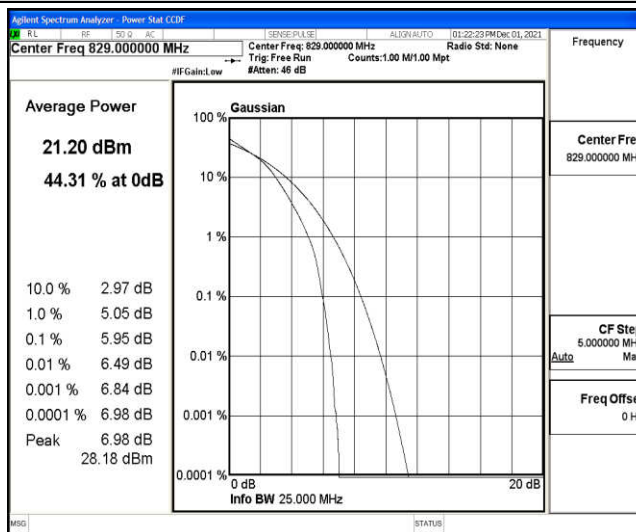 Agilent Spectrum Analyzer - Power Stat CCDF
RL RF 50 Ω AC SENSE:PULSE ALIGN AUTO 01:22:23 PM Dec 01, 2021
Center Freq 829.000000 MHz
Center Freq: 829.000000 MHz Radio Std: None
Trig: Free Run Counts:1.00 M/1.00 Mpt
#IFGain:Low #Atten: 46 dB
Frequency
Average Power
21.20 dBm
44.31 % at 0dB
10.0 % 2.97 dB
1.0 % 5.05 dB
0.1 % 5.95 dB
0.01 % 6.49 dB
0.001 % 6.84 dB
0.0001 % 6.98 dB
Peak 6.98 dB
28.18 dBm
Gaussian
100 %
10 %
1 %
0.1 %
0.01 %
0.001 %
0.0001 %
0 dB 20 dB
Info BW 25.000 MHz
Center Fre
829.000000 MH
CF Ste
5.000000 MH
Auto Ma
Freq Offse
0 H
MSG STATUS